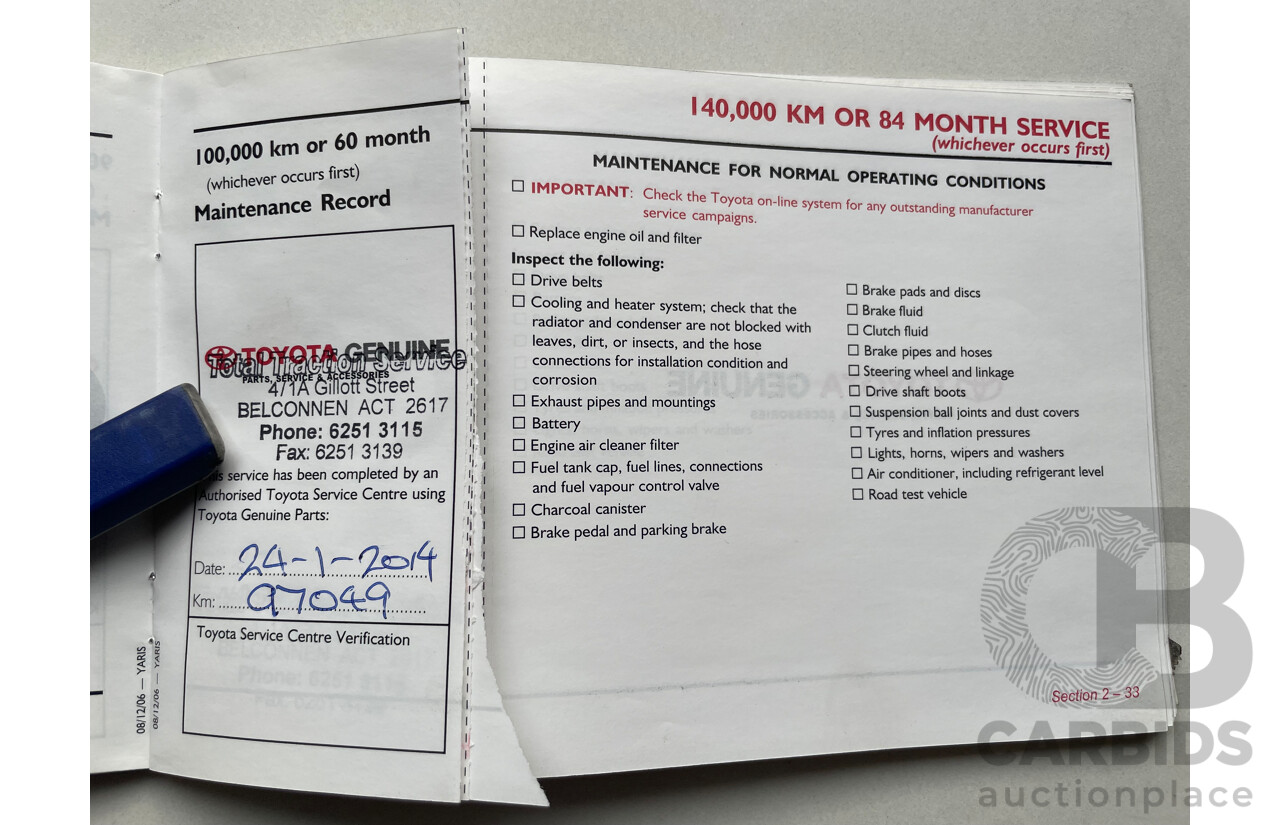 100,000 km or 60 month
(whichever occurs first)
Maintenance Record
TOYOTA GENUINE
PARTS, SERVICE & ACCESSORIES
Total Traction Service
4/1A Gillott Street
BELCONNEN ACT 2617
Phone: 6251 3115
Fax: 6251 3139
service has been completed by an
Authorised Toyota Service Centre using
Toyota Genuine Parts:
Date: 24-1-2014
Km: 97049
Toyota Service Centre Verification
08/12/06 — YARIS
08/12/06 — YARIS
140,000 KM OR 84 MONTH SERVICE
(whichever occurs first)
MAINTENANCE FOR NORMAL OPERATING CONDITIONS
IMPORTANT: Check the Toyota on-line system for any outstanding manufacturer
service campaigns.
Replace engine oil and filter
Inspect the following:
Drive belts
Cooling and heater system; check that the
radiator and condenser are not blocked with
leaves, dirt, or insects, and the hose
connections for installation condition and
corrosion
Exhaust pipes and mountings
Battery
Engine air cleaner filter
Fuel tank cap, fuel lines, connections
and fuel vapour control valve
Charcoal canister
Brake pedal and parking brake
Brake pads and discs
Brake fluid
Clutch fluid
Brake pipes and hoses
Steering wheel and linkage
Drive shaft boots
Suspension ball joints and dust covers
Tyres and inflation pressures
Lights, horns, wipers and washers
Air conditioner, including refrigerant level
Road test vehicle
Section 2 – 33
CB
CARBIDS
auctionplace